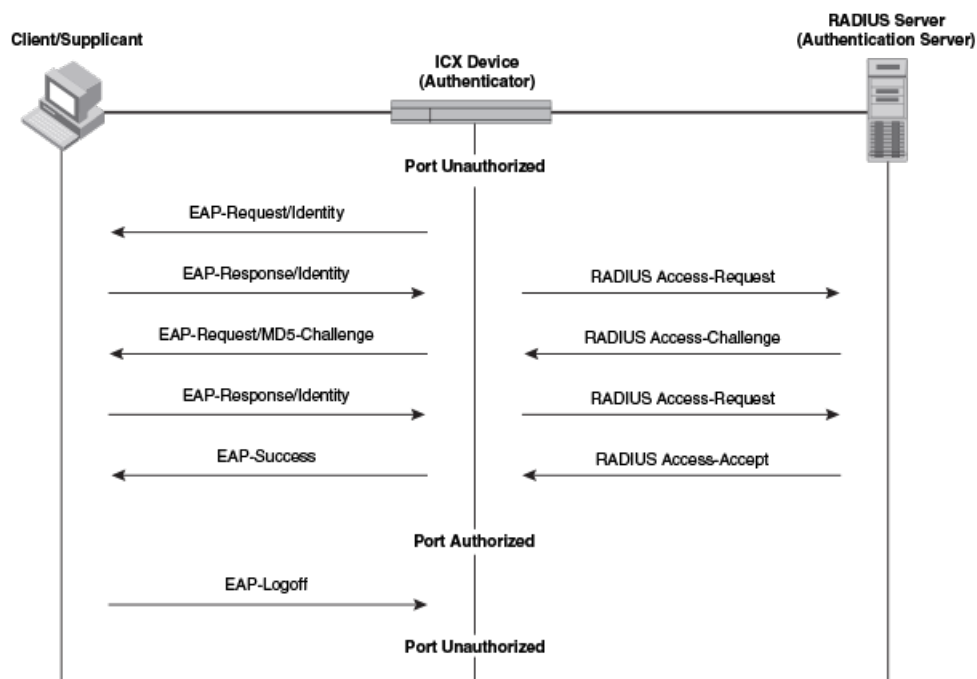 RADIUS Server
(Authentication Server)
Client/Supplicant
ICX Device
(Authenticator)
Port Unauthorized
EAP-Request/Identity
EAP-Response/Identity
RADIUS Access-Request
EAP-Request/MD5-Challenge
RADIUS Access-Challenge
EAP-Response/Identity
RADIUS Access-Request
EAP-Success
RADIUS Access-Accept
Port Authorized
EAP-Logoff
Port Unauthorized